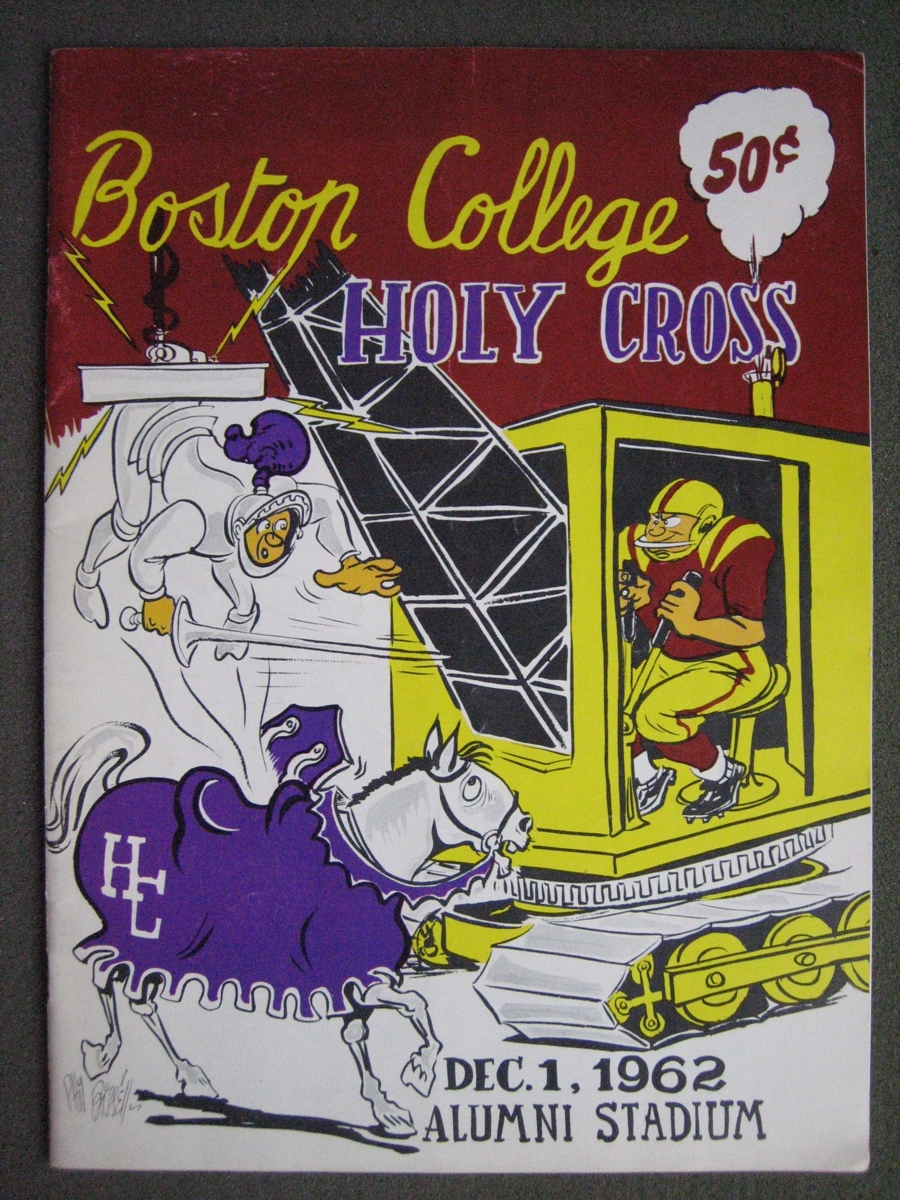 Boston College
50¢
HOLY CROSS
HC
DEC. 1, 1962
ALUMNI STADIUM